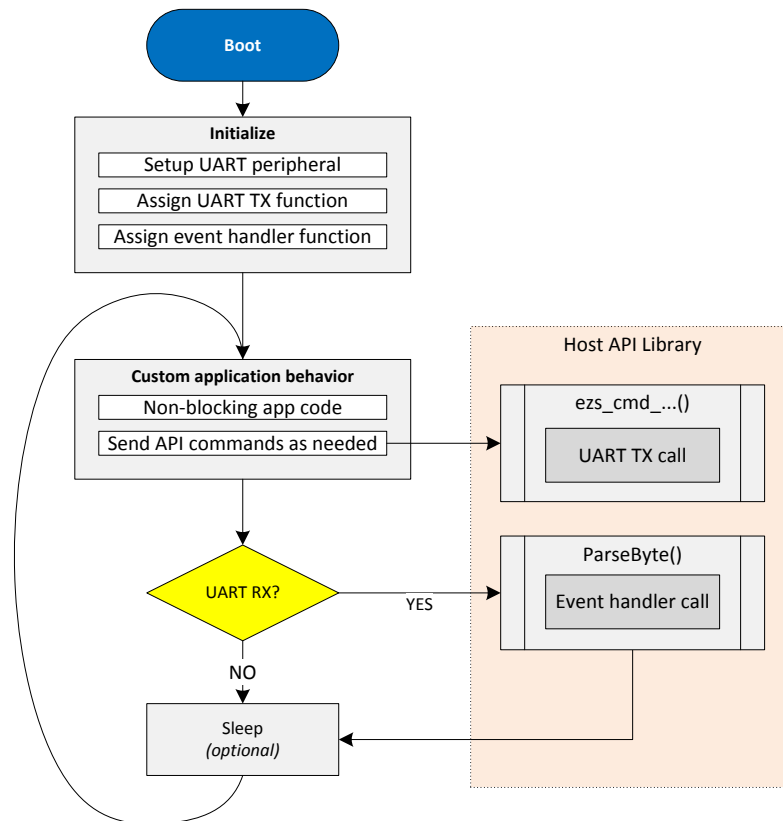 Boot
Initialize
Setup UART peripheral
Assign UART TX function
Assign event handler function
Custom application behavior
Non-blocking app code
Send API commands as needed
Host API Library
ezs_cmd_...()
UART TX call
UART RX?
YES
ParseByte()
Event handler call
NO
Sleep
(optional)